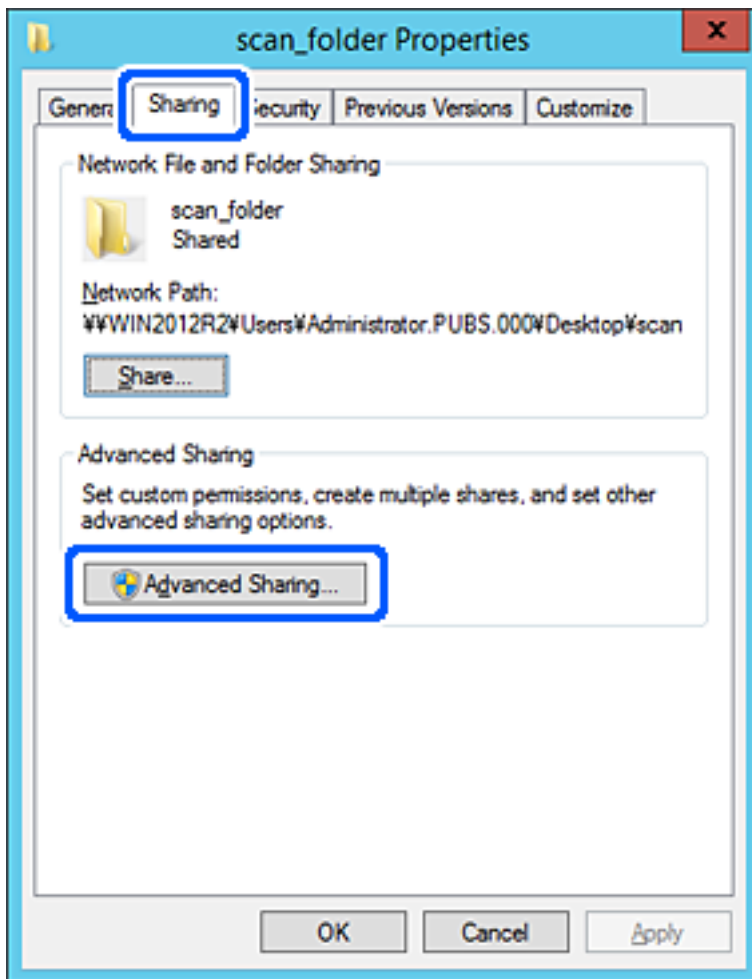 scan_folder Properties
x
Genera Sharing ecurity Previous Versions Customize
Network File and Folder Sharing
scan_folder
Shared
Network Path:
¥¥WIN2012R2¥Users¥Administrator.PUBS.000¥Desktop¥scan
Share...
Advanced Sharing
Set custom permissions, create multiple shares, and set other
advanced sharing options.
Advanced Sharing...
OK Cancel Apply